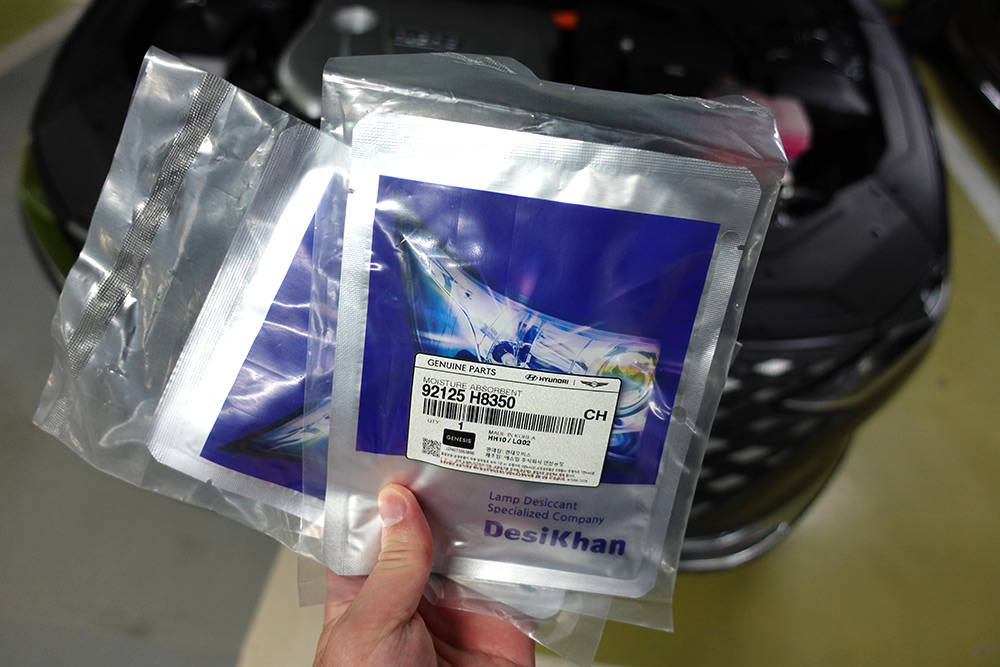 GENUINE PARTS
HYUNDAI
MOISTURE ABSORBENT
92125 H8350
CH
QTY 1
MADE IN KOREA
HH10 / LG02
GENESIS
Lamp Desiccant
Specialized Company
DesiKhan